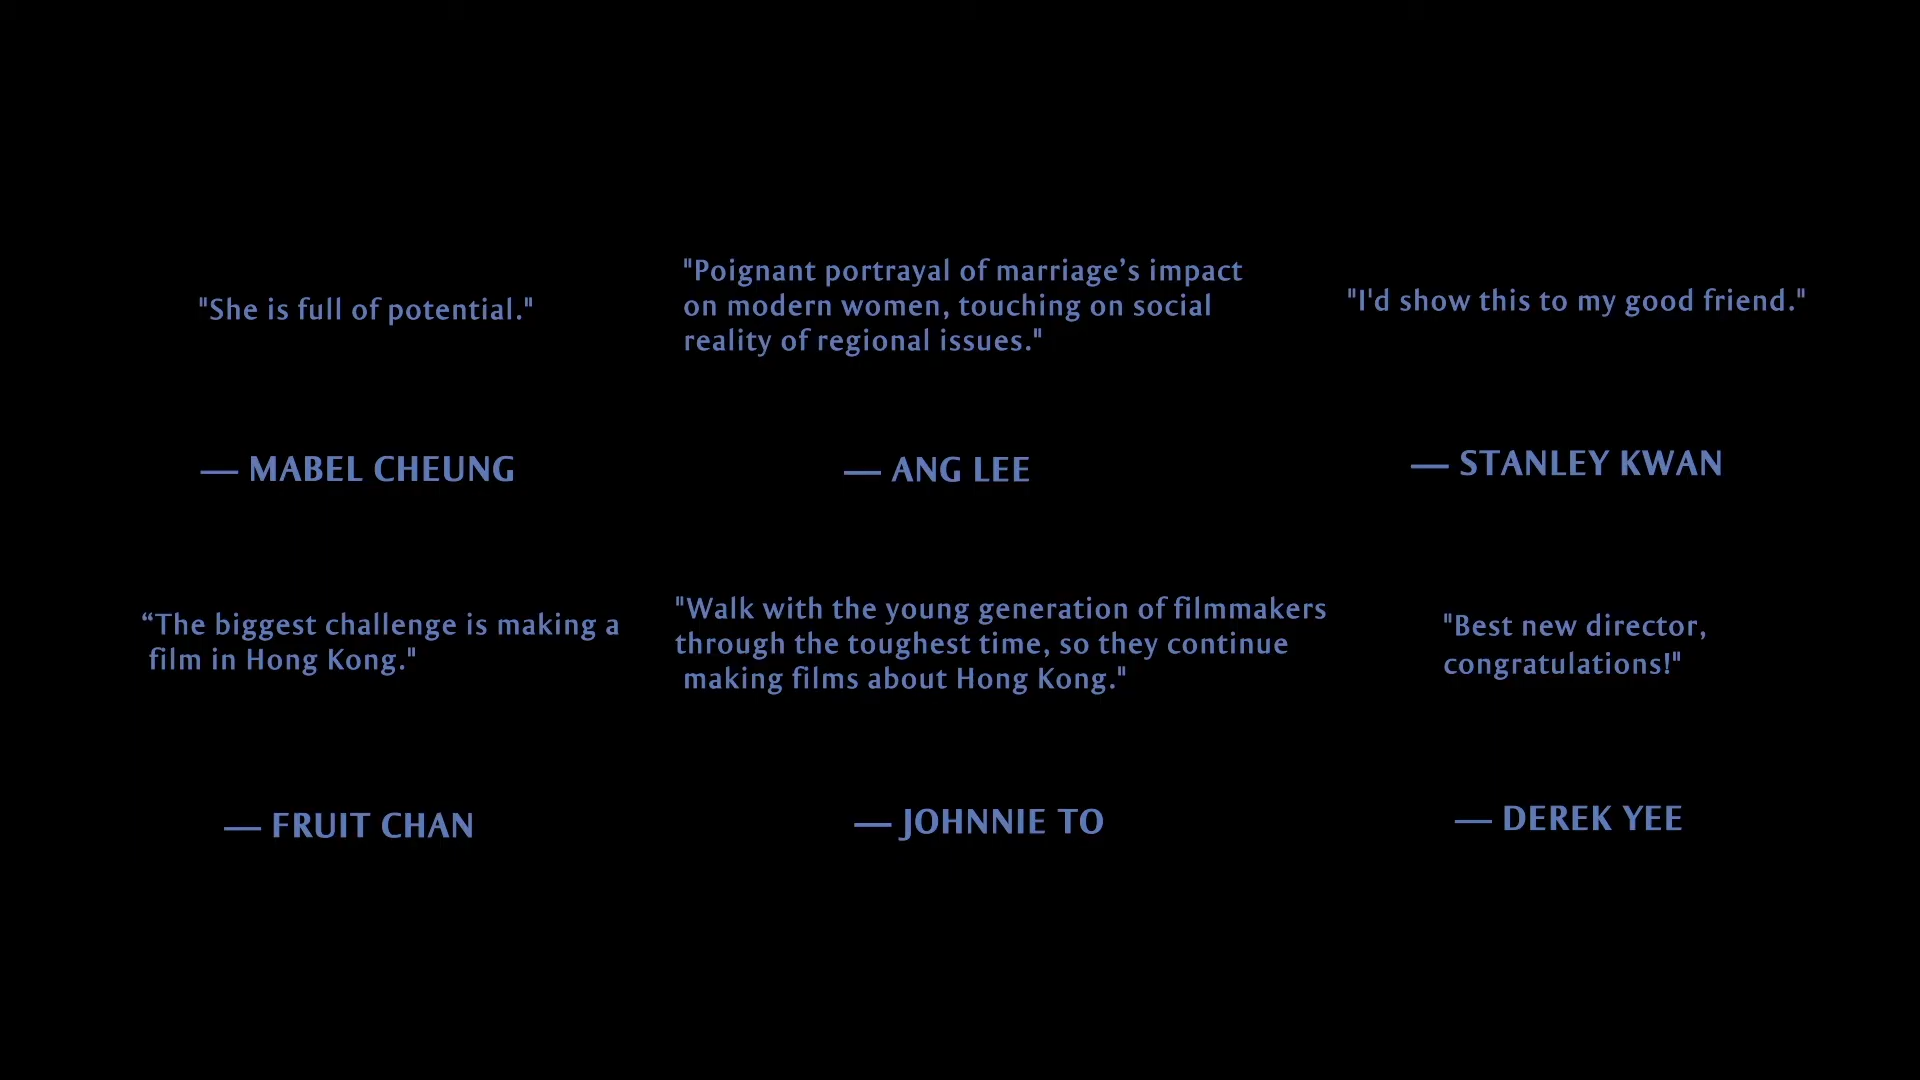 "She is full of potential."
— MABEL CHEUNG
"Poignant portrayal of marriage’s impact
on modern women, touching on social
reality of regional issues."
— ANG LEE
"I'd show this to my good friend."
— STANLEY KWAN
“The biggest challenge is making a
film in Hong Kong."
— FRUIT CHAN
"Walk with the young generation of filmmakers
through the toughest time, so they continue
making films about Hong Kong."
— JOHNNIE TO
"Best new director,
congratulations!"
— DEREK YEE